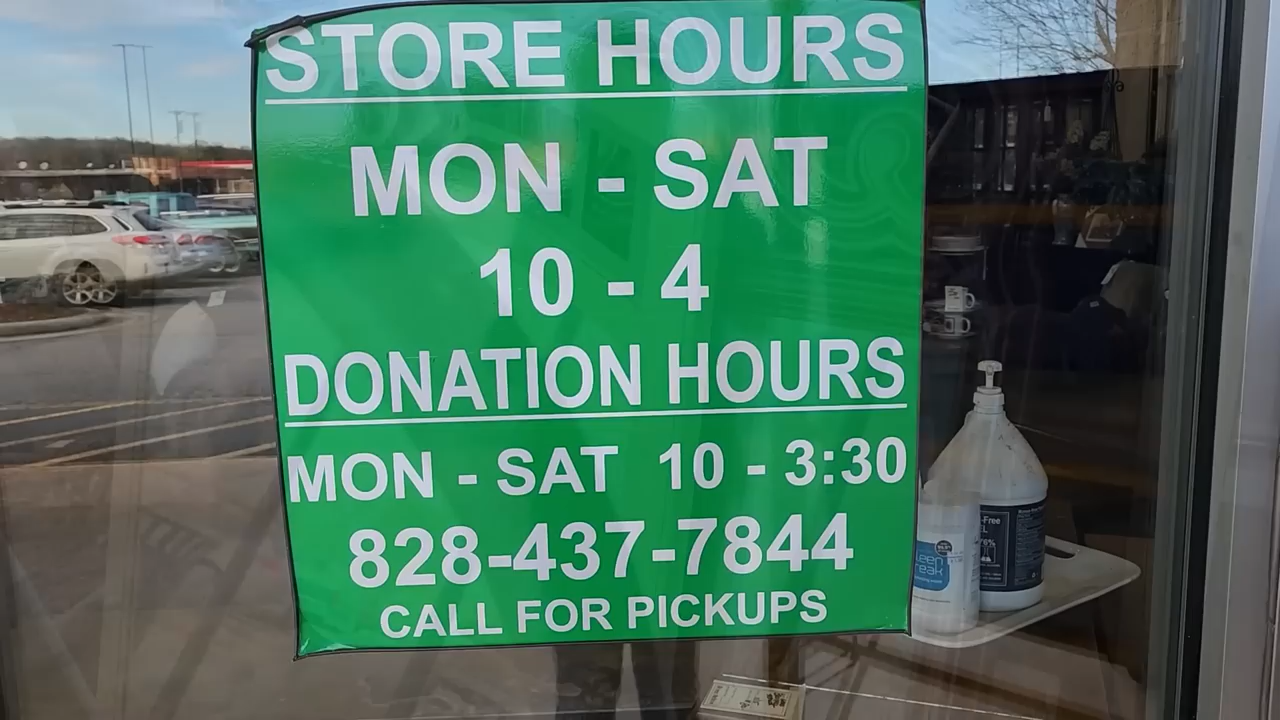 STORE HOURS
MON - SAT
10 - 4
DONATION HOURS
MON - SAT 10 - 3:30
828-437-7844
CALL FOR PICKUPS
-Free